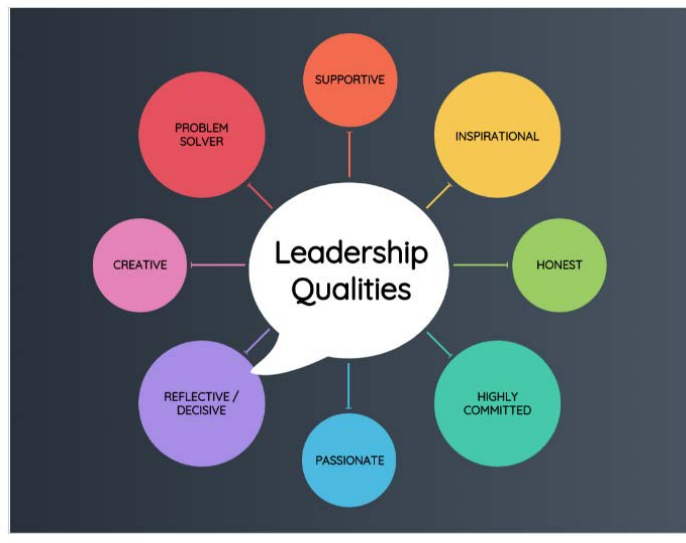 SUPPORTIVE
PROBLEM
SOLVER
INSPIRATIONAL
Leadership
Qualities
CREATIVE
HONEST
REFLECTIVE /
DECISIVE
HIGHLY
COMMITTED
PASSIONATE